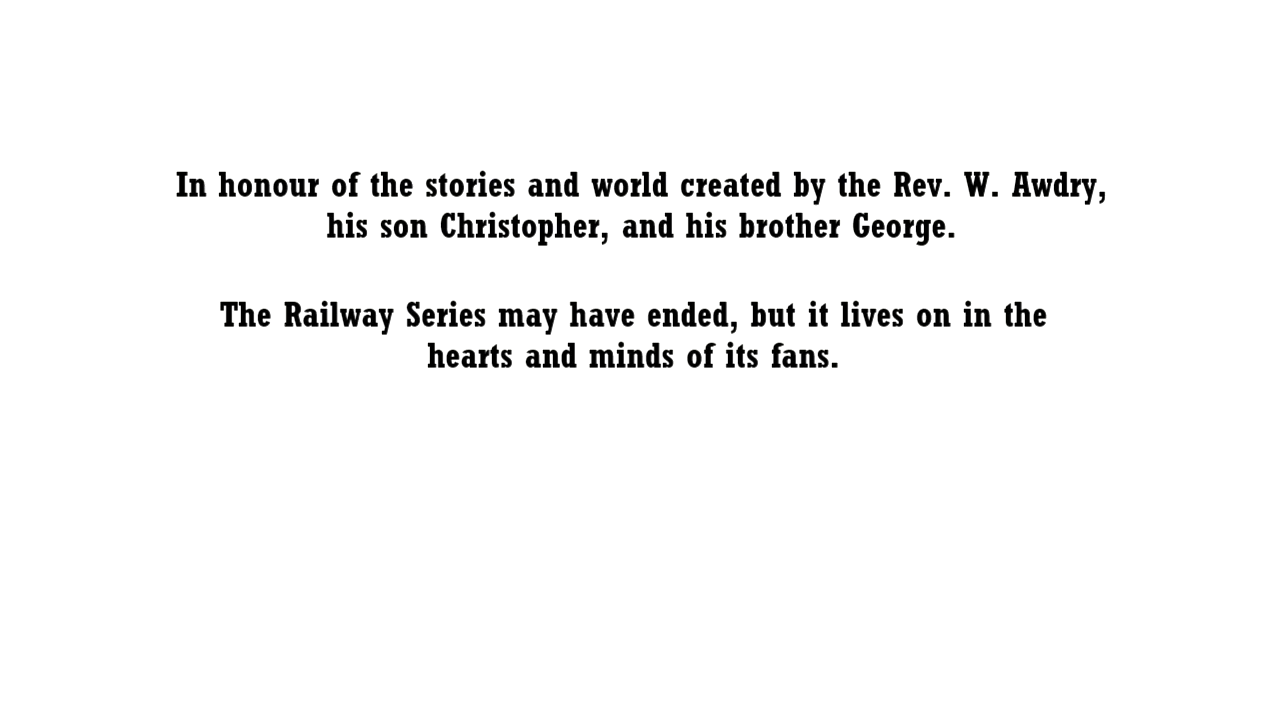 In honour of the stories and world created by the Rev. W. Awdry,
his son Christopher, and his brother George.
The Railway Series may have ended, but it lives on in the
hearts and minds of its fans.